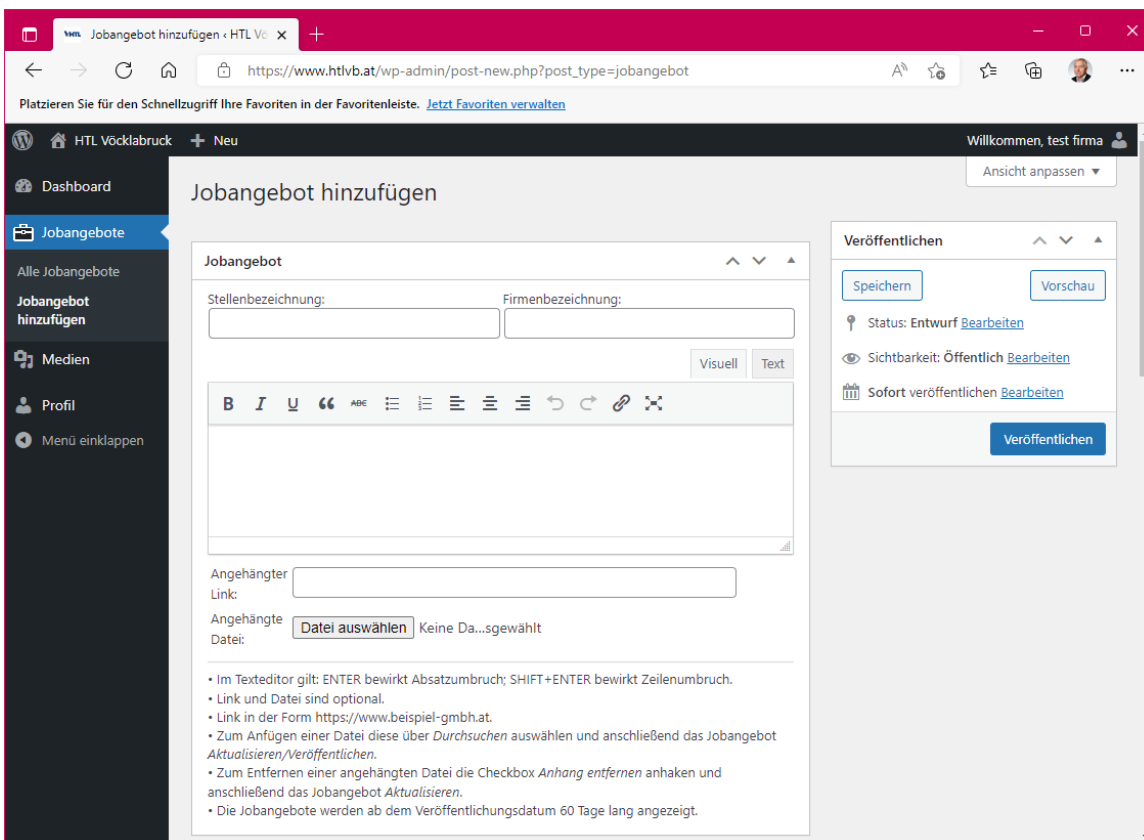 Jobangebot hinzufügen ‹ HTL Vö
https://www.htlvb.at/wp-admin/post-new.php?post_type=jobangebot
Platzieren Sie für den Schnellzugriff Ihre Favoriten in der Favoritenleiste. Jetzt Favoriten verwalten
HTL Vöcklabruck + Neu Willkommen, test firma
Ansicht anpassen
Dashboard
Jobangebote
Alle Jobangebote
Jobangebot
hinzufügen
Medien
Profil
Menü einklappen
Jobangebot hinzufügen
Jobangebot
Stellenbezeichnung: Firmenbezeichnung:
Visuell Text
B I U ABC
Angehängter
Link:
Angehängte
Datei:
Datei auswählen Keine Da...sgewählt
• Im Texteditor gilt: ENTER bewirkt Absatzumbruch; SHIFT+ENTER bewirkt Zeilenumbruch.
• Link und Datei sind optional.
• Link in der Form https://www.beispiel-gmbh.at.
• Zum Anfügen einer Datei diese über Durchsuchen auswählen und anschließend das Jobangebot
Aktualisieren/Veröffentlichen.
• Zum Entfernen einer angehängten Datei die Checkbox Anhang entfernen anhaken und
anschließend das Jobangebot Aktualisieren.
• Die Jobangebote werden ab dem Veröffentlichungsdatum 60 Tage lang angezeigt.
Veröffentlichen
Speichern Vorschau
Status: Entwurf Bearbeiten
Sichtbarkeit: Öffentlich Bearbeiten
Sofort veröffentlichen Bearbeiten
Veröffentlichen